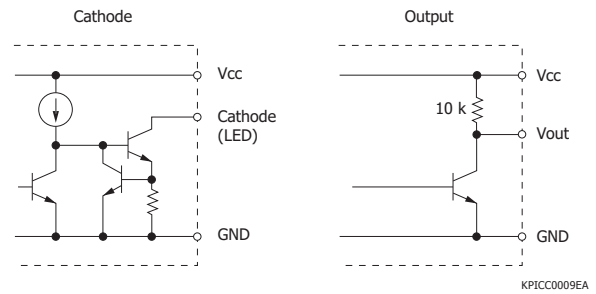 Cathode
Vcc
Cathode
(LED)
GND
Output
Vcc
10 k
Vout
GND
KPICC0009EA